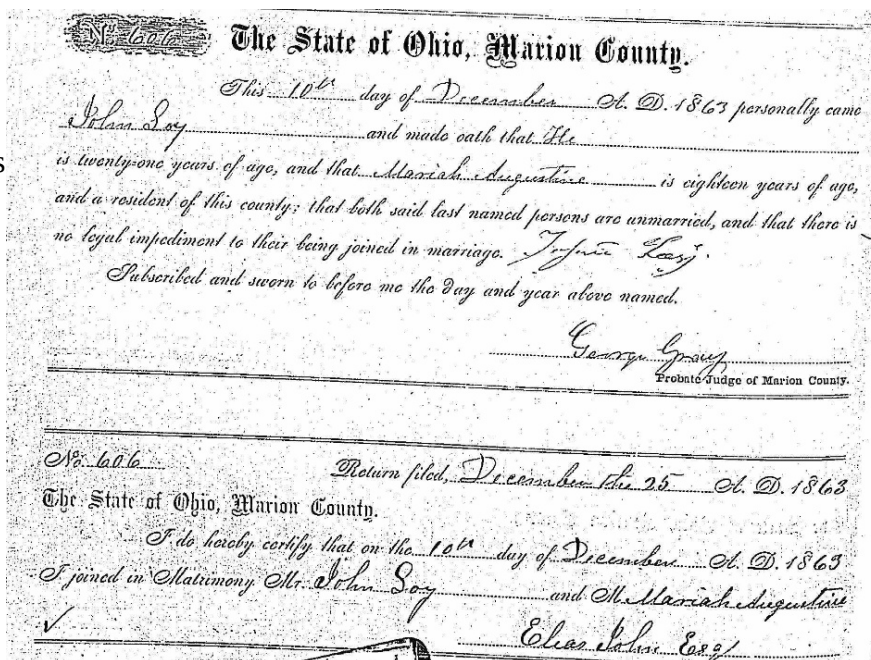 No 606 The State of Ohio, Marion County.
This 10th day of December A. D. 1863 personally came
John Loy and made oath that He
is twenty-one years of age, and that Mariah Augustine is eighteen years of age,
and a resident of this county; that both said last named persons are unmarried, and that there is
no legal impediment to their being joined in marriage. John Loy.
Subscribed and sworn to before me the day and year above named.
George Gray
Probate Judge of Marion County.
No. 606 Return filed, December the 25 A. D. 1863
The State of Ohio, Marion County.
I do hereby certify that on the 10th day of December A. D. 1863
I joined in Matrimony Mr. John Loy and M Mariah Augustine
Elias John Esq